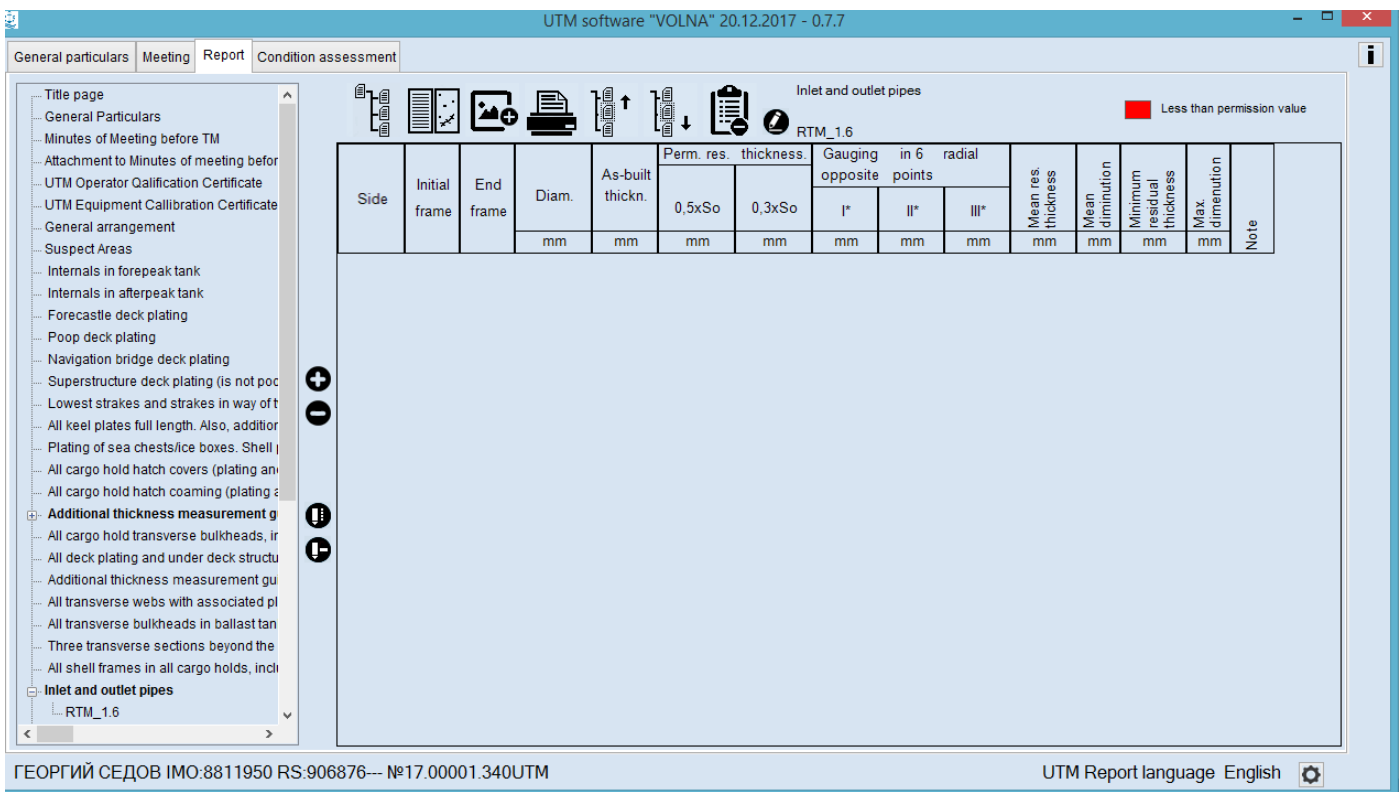 UTM software "VOLNA" 20.12.2017 - 0.7.7
General particulars Meeting Report Condition assessment
Title page
General Particulars
Minutes of Meeting before TM
Attachment to Minutes of meeting befor
UTM Operator Qalification Certificate
UTM Equipment Callibration Certificate
General arrangement
Suspect Areas
Internals in forepeak tank
Internals in afterpeak tank
Forecastle deck plating
Poop deck plating
Navigation bridge deck plating
Superstructure deck plating (is not poo
Lowest strakes and strakes in way of t
All keel plates full length. Also, addition
Plating of sea chests/ice boxes. Shell
All cargo hold hatch covers (plating an
All cargo hold hatch coaming (plating a
Additional thickness measurement g
All cargo hold transverse bulkheads, in
All deck plating and under deck structu
Additional thickness measurement gu
All transverse webs with associated pl
All transverse bulkheads in ballast tan
Three transverse sections beyond the
All shell frames in all cargo holds, inclu
Inlet and outlet pipes
RTM_1.6
Inlet and outlet pipes
RTM_1.6
Less than permission value
Side
Initial frame
End frame
Diam.
mm
As-built thickn.
mm
Perm. res. thickness.
0,5xSo 0,3xSo
mm mm
Gauging in 6 radial
opposite points
I* II* III*
mm mm mm
Mean res. thickness
mm
Mean diminution
mm
Minimum residual thickness
mm
Max. dimenution
mm
Note
ГЕОРГИЙ СЕДОВ IMO:8811950 RS:906876--- №17.00001.340UTM
UTM Report language English